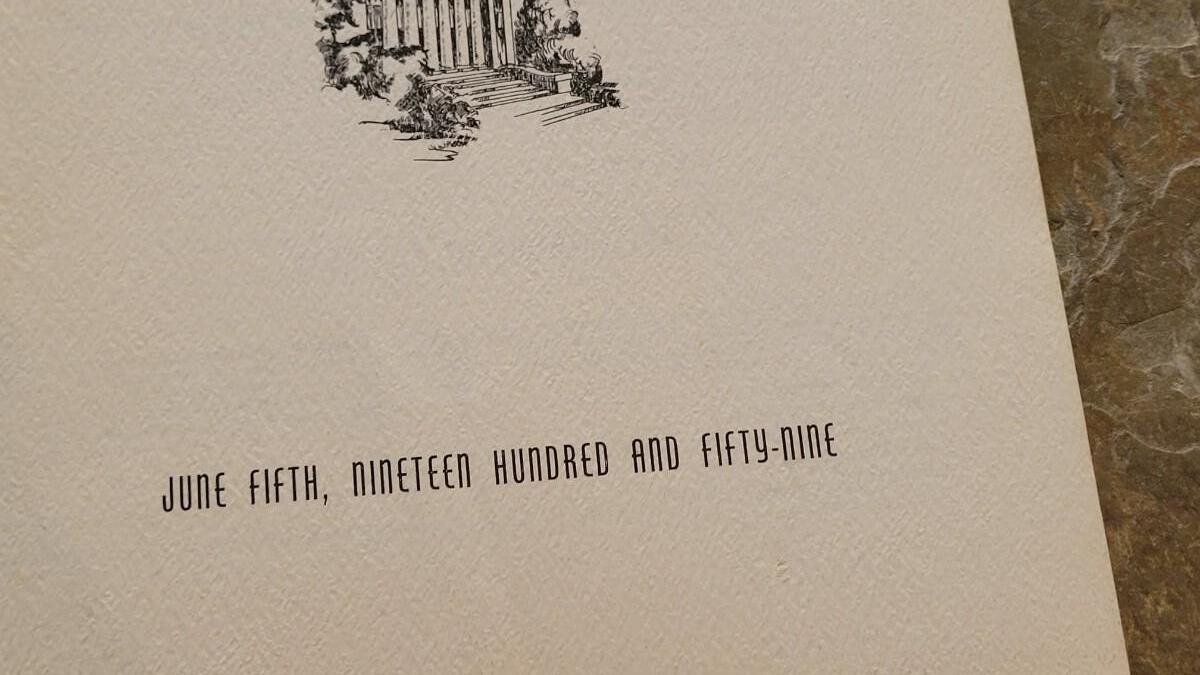 JUNE FIFTH, NINETEEN HUNDRED AND FIFTY-NINE